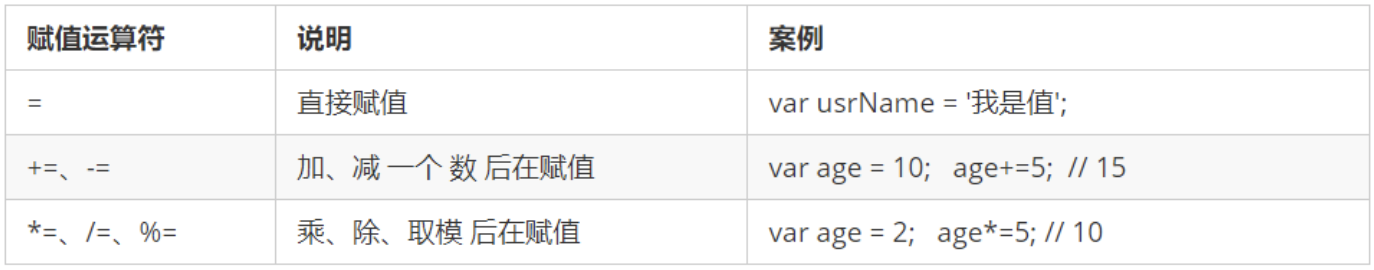 赋值运算符 说明 案例
= 直接赋值 var usrName = '我是值';
+=、-= 加、减 一个 数 后在赋值 var age = 10; age+=5; // 15
*=、/=、%= 乘、除、取模 后在赋值 var age = 2; age*=5; // 10